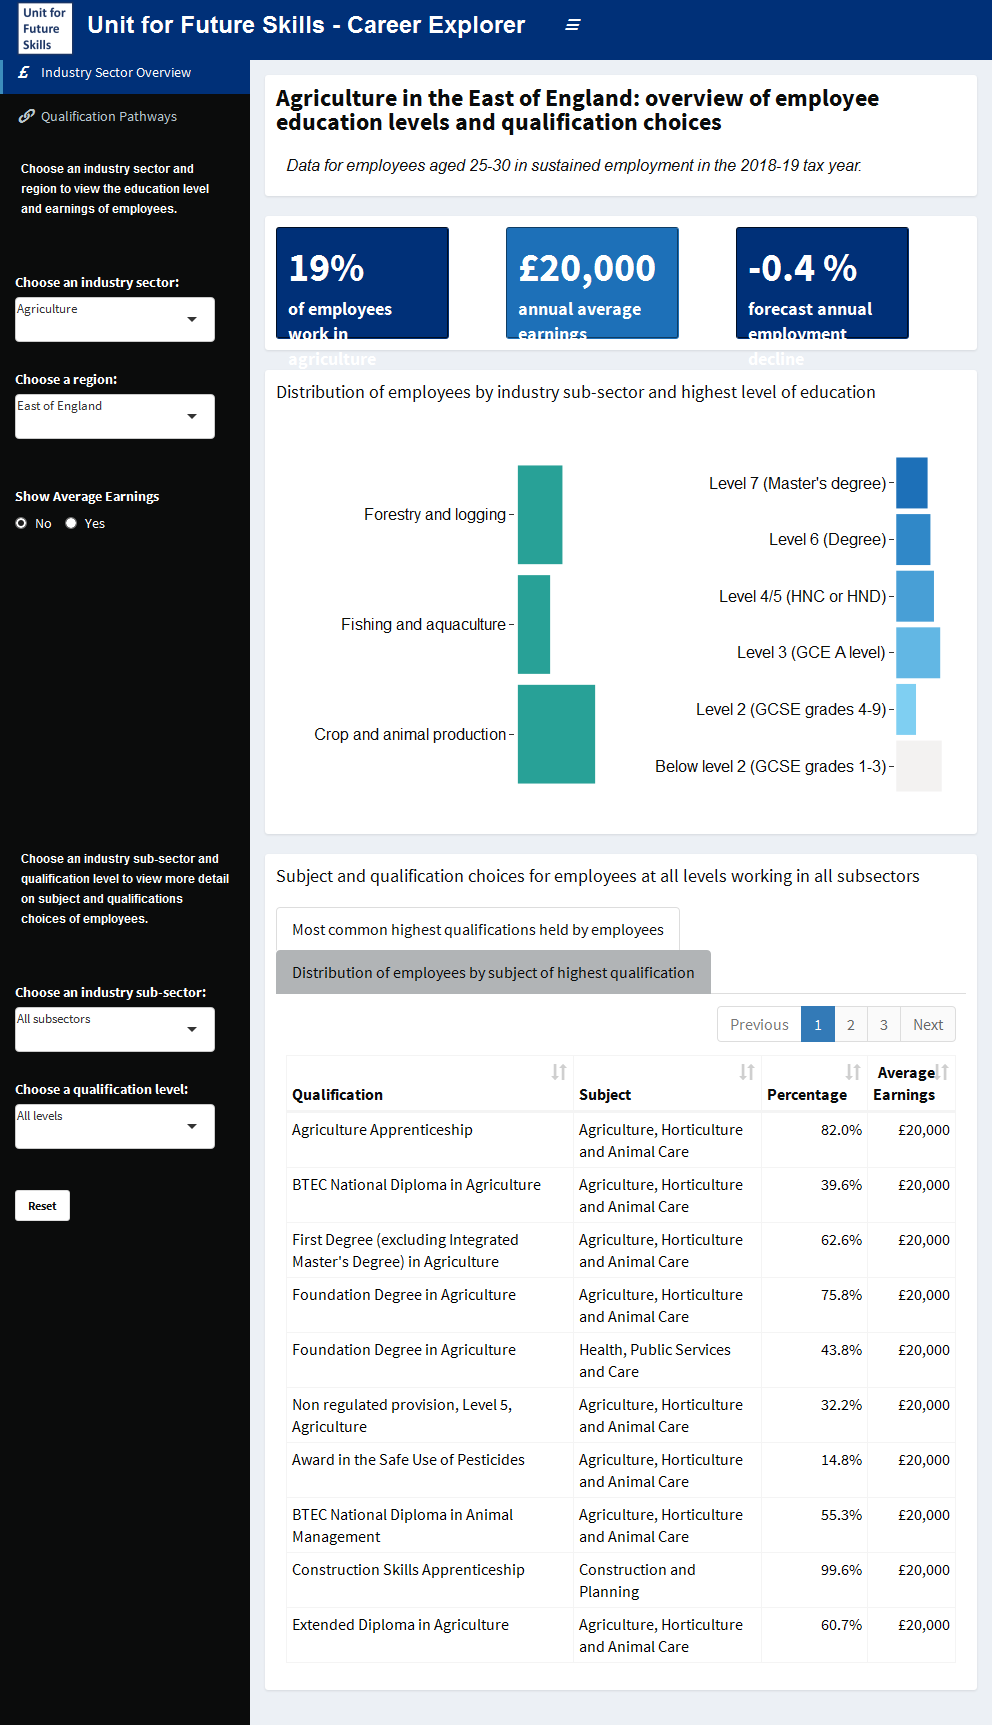 Unit for
Future
Skills
Unit for Future Skills - Career Explorer
£ Industry Sector Overview
Qualification Pathways
Choose an industry sector and
region to view the education level
and earnings of employees.
Choose an industry sector:
Agriculture
Choose a region:
East of England
Show Average Earnings
No Yes
Choose an industry sub-sector and
qualification level to view more detail
on subject and qualifications
choices of employees.
Choose an industry sub-sector:
All subsectors
Choose a qualification level:
All levels
Reset
Agriculture in the East of England: overview of employee
education levels and qualification choices
Data for employees aged 25-30 in sustained employment in the 2018-19 tax year.
19%
of employees
work in
agriculture
£20,000
annual average
earnings
-0.4 %
forecast annual
employment
decline
Distribution of employees by industry sub-sector and highest level of education
Forestry and logging
Fishing and aquaculture
Crop and animal production
Level 7 (Master's degree)
Level 6 (Degree)
Level 4/5 (HNC or HND)
Level 3 (GCE A level)
Level 2 (GCSE grades 4-9)
Below level 2 (GCSE grades 1-3)
Subject and qualification choices for employees at all levels working in all subsectors
Most common highest qualifications held by employees
Distribution of employees by subject of highest qualification
Previous 1 2 3 Next
Qualification Subject Percentage Average
Earnings
Agriculture Apprenticeship Agriculture, Horticulture 82.0% £20,000
and Animal Care
BTEC National Diploma in Agriculture Agriculture, Horticulture 39.6% £20,000
and Animal Care
First Degree (excluding Integrated Agriculture, Horticulture 62.6% £20,000
Master's Degree) in Agriculture and Animal Care
Foundation Degree in Agriculture Agriculture, Horticulture 75.8% £20,000
and Animal Care
Foundation Degree in Agriculture Health, Public Services 43.8% £20,000
and Care
Non regulated provision, Level 5, Agriculture, Horticulture 32.2% £20,000
Agriculture and Animal Care
Award in the Safe Use of Pesticides Agriculture, Horticulture 14.8% £20,000
and Animal Care
BTEC National Diploma in Animal Agriculture, Horticulture 55.3% £20,000
Management and Animal Care
Construction Skills Apprenticeship Construction and 99.6% £20,000
Planning
Extended Diploma in Agriculture Agriculture, Horticulture 60.7% £20,000
and Animal Care